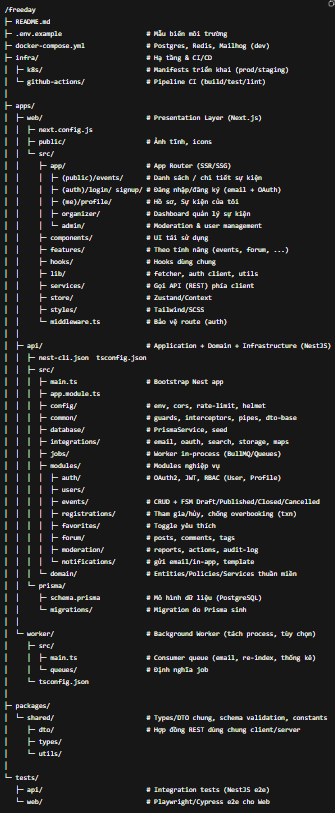 /freeday
├─ README.md
├─ .env.example # Mẫu biến môi trường
├─ docker-compose.yml # Postgres, Redis, Mailhog (dev)
├─ infra/ # Hạ tầng & CI/CD
│ ├─ k8s/ # Manifests triển khai (prod/staging)
│ └─ github-actions/ # Pipeline CI (build/test/lint)
│
├─ apps/
│ ├─ web/ # Presentation Layer (Next.js)
│ │ ├─ next.config.js
│ │ ├─ public/ # Ảnh tĩnh, icons
│ │ └─ src/
│ │ ├─ app/ # App Router (SSR/SSG)
│ │ │ ├─ (public)/events/ # Danh sách / chi tiết sự kiện
│ │ │ ├─ (auth)/login/ signup/ # Đăng nhập/đăng ký (email + OAuth)
│ │ │ ├─ (me)/profile/ # Hồ sơ, Sự kiện của tôi
│ │ │ ├─ organizer/ # Dashboard quản lý sự kiện
│ │ │ └─ admin/ # Moderation & user management
│ │ ├─ components/ # UI tái sử dụng
│ │ ├─ features/ # Theo tính năng (events, forum, ...)
│ │ ├─ hooks/ # Hooks dùng chung
│ │ ├─ lib/ # fetcher, auth client, utils
│ │ ├─ services/ # Gọi API (REST) phía client
│ │ ├─ store/ # Zustand/Context
│ │ ├─ styles/ # Tailwind/SCSS
│ │ └─ middleware.ts # Bảo vệ route (auth)
│ │
│ ├─ api/ # Application + Domain + Infrastructure (NestJS)
│ │ ├─ nest-cli.json tsconfig.json
│ │ ├─ src/
│ │ │ ├─ main.ts # Bootstrap Nest app
│ │ │ ├─ app.module.ts
│ │ │ ├─ config/ # env, cors, rate-limit, helmet
│ │ │ ├─ common/ # guards, interceptors, pipes, dto-base
│ │ │ ├─ database/ # PrismaService, seed
│ │ │ ├─ integrations/ # email, oauth, search, storage, maps
│ │ │ ├─ jobs/ # Worker in-process (BullMQ/Queues)
│ │ │ ├─ modules/ # Modules nghiệp vụ
│ │ │ │ ├─ auth/ # OAuth2, JWT, RBAC (User, Profile)
│ │ │ │ ├─ users/
│ │ │ │ ├─ events/ # CRUD + FSM Draft/Published/Closed/Cancelled
│ │ │ │ ├─ registrations/ # Tham gia/hủy, chống overbooking (txn)
│ │ │ │ ├─ favorites/ # Toggle yêu thích
│ │ │ │ ├─ forum/ # posts, comments, tags
│ │ │ │ ├─ moderation/ # reports, actions, audit-log
│ │ │ │ └─ notifications/ # gửi email/in-app, template
│ │ │ └─ domain/ # Entities/Policies/Services thuần miền
│ │ └─ prisma/
│ │ ├─ schema.prisma # Mô hình dữ liệu (PostgreSQL)
│ │ └─ migrations/ # Migration do Prisma sinh
│ │
│ └─ worker/ # Background Worker (tách process, tùy chọn)
│ ├─ src/
│ │ ├─ main.ts # Consumer queue (email, re-index, thống kê)
│ │ └─ queues/ # Định nghĩa job
│ └─ tsconfig.json
│
├─ packages/
│ └─ shared/ # Types/DTO chung, schema validation, constants
│ ├─ dto/ # Hợp đồng REST dùng chung client/server
│ ├─ types/
│ └─ utils/
│
└─ tests/
├─ api/ # Integration tests (NestJS e2e)
└─ web/ # Playwright/Cypress e2e cho Web